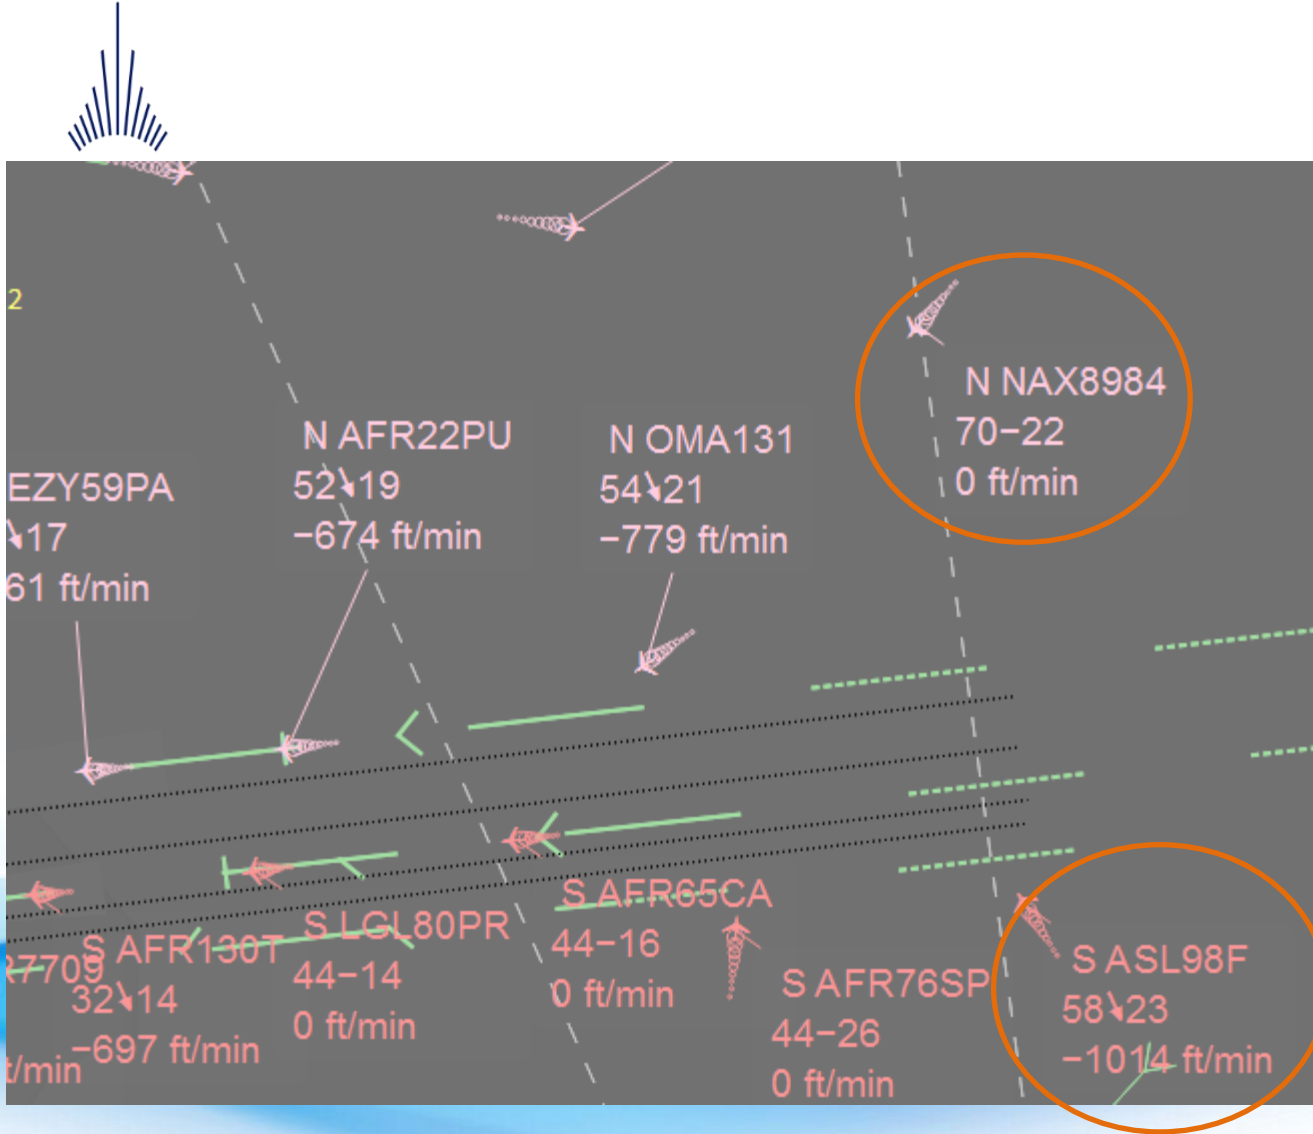 2
N NAX8984
70−22
0 ft/min
N AFR22PU
52↘19
−674 ft/min
N OMA131
54↘21
−779 ft/min
EZY59PA
↘17
61 ft/min
S AFR65CA
44−16
0 ft/min
S LGL80PR
44−14
0 ft/min
S AFR130T
32↘14
−697 ft/min
R7709
t/min
S AFR76SP
44−26
0 ft/min
S ASL98F
58↘23
−1014 ft/min